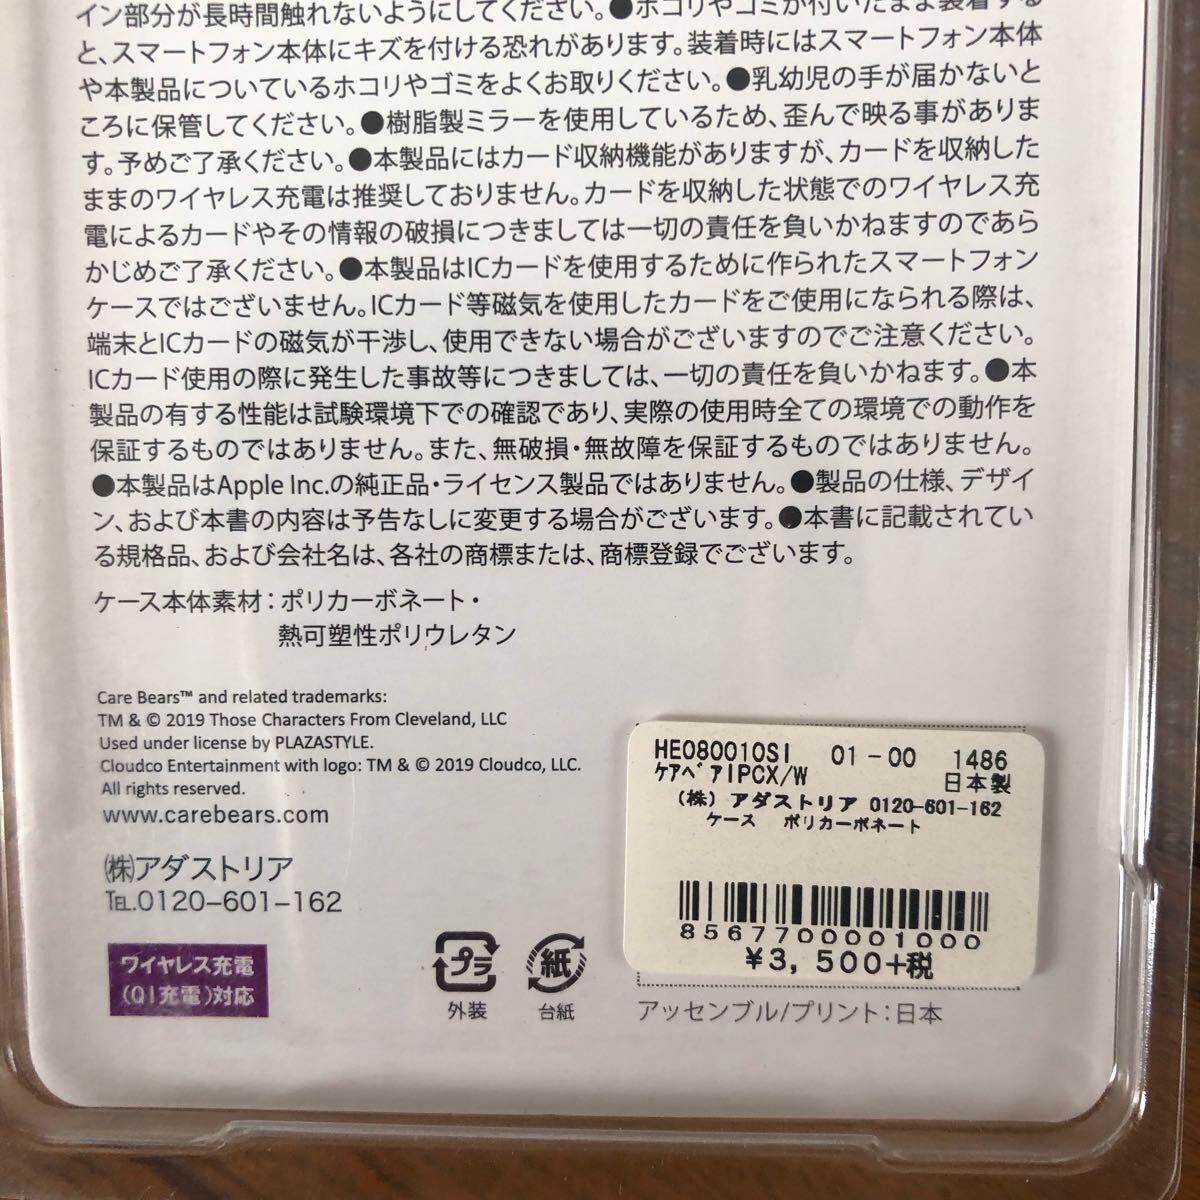 イン部分が長時間触れないようにしてください。●ホコリやゴミが付いたまま装着する
と、スマートフォン本体にキズを付ける恐れがあります。装着時にはスマートフォン本体
や本製品についているホコリやゴミをよくお取りください。●乳幼児の手が届かないと
ころに保管してください。●樹脂製ミラーを使用しているため、歪んで映る事がありま
す。予めご了承ください。●本製品にはカード収納機能がありますが、カードを収納した
ままのワイヤレス充電は推奨しておりません。カードを収納した状態でのワイヤレス充
電によるカードやその情報の破損につきましては一切の責任を負いかねますのであら
かじめご了承ください。●本製品はICカードを使用するために作られたスマートフォン
ケースではございません。ICカード等磁気を使用したカードをご使用になられる際は、
端末とICカードの磁気が干渉し、使用できない場合がございますのでご注意ください。
ICカード使用の際に発生した事故等につきましては、一切の責任を負いかねます。●本
製品の有する性能は試験環境下での確認であり、実際の使用時全ての環境での動作を
保証するものではありません。また、無破損・無故障を保証するものではありません。
●本製品はApple Inc.の純正品・ライセンス製品ではありません。●製品の仕様、デザイ
ン、および本書の内容は予告なしに変更する場合がございます。●本書に記載されてい
る規格品、および会社名は、各社の商標または、商標登録でございます。
ケース本体素材：ポリカーボネート・
熱可塑性ポリウレタン
Care Bears™ and related trademarks:
TM & © 2019 Those Characters From Cleveland, LLC
Used under license by PLAZASTYLE.
Cloudco Entertainment with logo: TM & © 2019 Cloudco, LLC.
All rights reserved.
www.carebears.com
㈱アダストリア
TEL.0120-601-162
ワイヤレス充電
(QI充電)対応
プラ
外装
紙
台紙
HE080010SI 01-00 1486
ｹｱﾍﾞｱIPCX/W 日本製
(株) アダストリア 0120-601-162
ケース ポリカーボネート
8567700001000
¥3,500+税
アッセンブル/プリント：日本